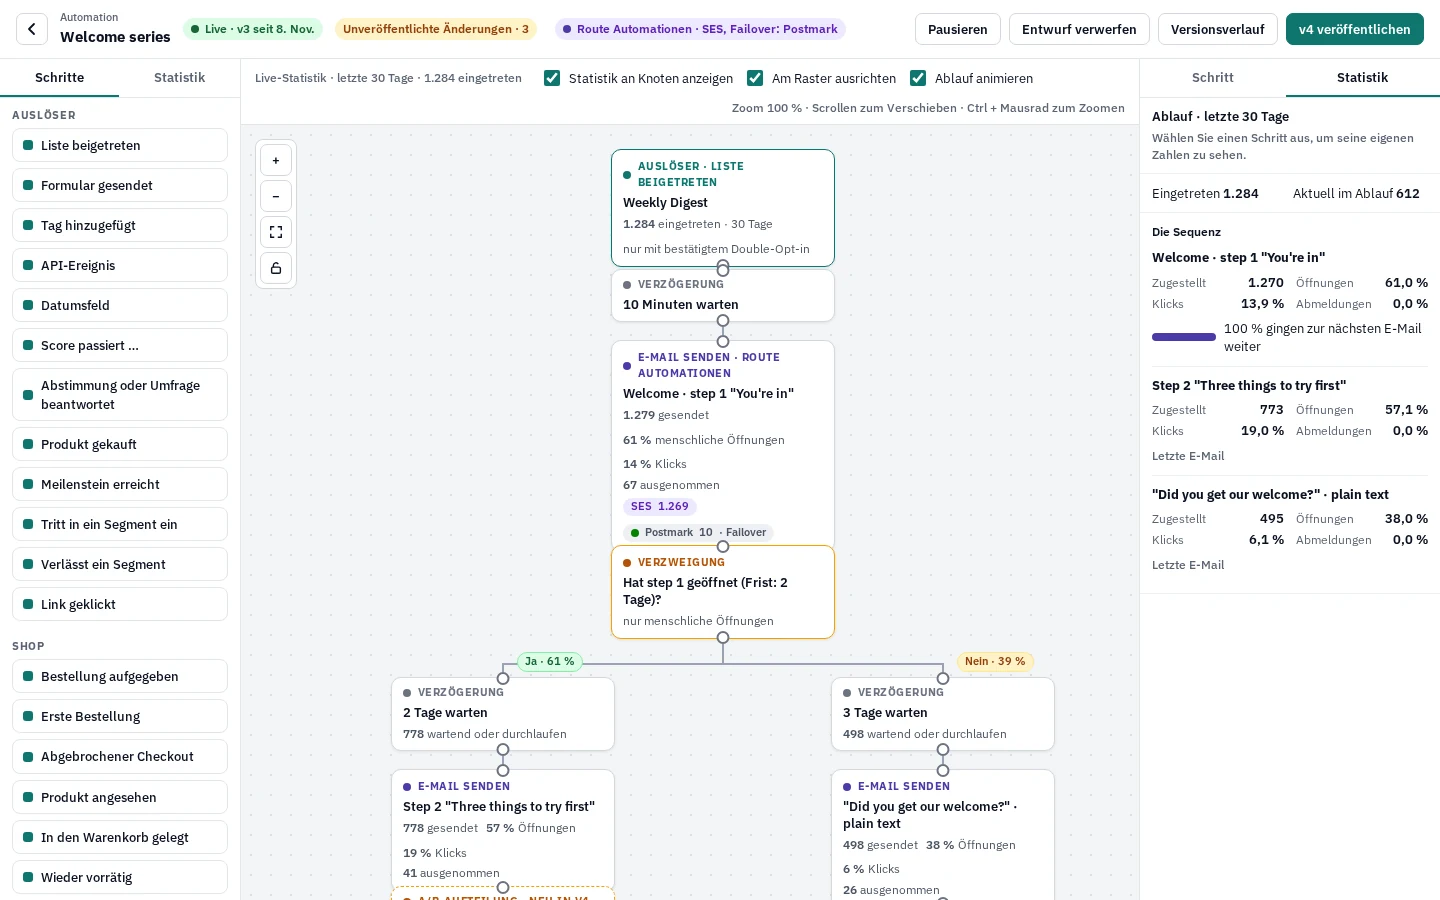 Automation
Welcome series
Live · v3 seit 8. Nov.
Unveröffentlichte Änderungen · 3
Route Automationen · SES, Failover: Postmark
Pausieren
Entwurf verwerfen
Versionsverlauf
v4 veröffentlichen
Schritte
Statistik
AUSLÖSER
Liste beigetreten
Formular gesendet
Tag hinzugefügt
API-Ereignis
Datumsfeld
Score passiert …
Abstimmung oder Umfrage
beantwortet
Produkt gekauft
Meilenstein erreicht
Tritt in ein Segment ein
Verlässt ein Segment
Link geklickt
SHOP
Bestellung aufgegeben
Erste Bestellung
Abgebrochener Checkout
Produkt angesehen
In den Warenkorb gelegt
Wieder vorrätig
Live-Statistik · letzte 30 Tage · 1.284 eingetreten
Statistik an Knoten anzeigen
Am Raster ausrichten
Ablauf animieren
Zoom 100 % · Scrollen zum Verschieben · Ctrl + Mausrad zum Zoomen
+
−
AUSLÖSER · LISTE
BEIGETRETEN
Weekly Digest
1.284 eingetreten · 30 Tage
nur mit bestätigtem Double-Opt-in
VERZÖGERUNG
10 Minuten warten
E-MAIL SENDEN · ROUTE
AUTOMATIONEN
Welcome · step 1 "You're in"
1.279 gesendet
61 % menschliche Öffnungen
14 % Klicks
67 ausgenommen
SES 1.269
Postmark 10 · Failover
VERZWEIGUNG
Hat step 1 geöffnet (Frist: 2
Tage)?
nur menschliche Öffnungen
Ja · 61 %
Nein · 39 %
VERZÖGERUNG
2 Tage warten
778 wartend oder durchlaufen
E-MAIL SENDEN
Step 2 "Three things to try first"
778 gesendet 57 % Öffnungen
19 % Klicks
41 ausgenommen
A/B-AUFTEILUNG · NEU IN V4
VERZÖGERUNG
3 Tage warten
498 wartend oder durchlaufen
E-MAIL SENDEN
"Did you get our welcome?" ·
plain text
498 gesendet 38 % Öffnungen
6 % Klicks
26 ausgenommen
Schritt
Statistik
Ablauf · letzte 30 Tage
Wählen Sie einen Schritt aus, um seine eigenen
Zahlen zu sehen.
Eingetreten 1.284
Aktuell im Ablauf 612
Die Sequenz
Welcome · step 1 "You're in"
Zugestellt 1.270 Öffnungen 61,0 %
Klicks 13,9 % Abmeldungen 0,0 %
100 % gingen zur nächsten E-Mail
weiter
Step 2 "Three things to try first"
Zugestellt 773 Öffnungen 57,1 %
Klicks 19,0 % Abmeldungen 0,0 %
Letzte E-Mail
"Did you get our welcome?" · plain text
Zugestellt 495 Öffnungen 38,0 %
Klicks 6,1 % Abmeldungen 0,0 %
Letzte E-Mail